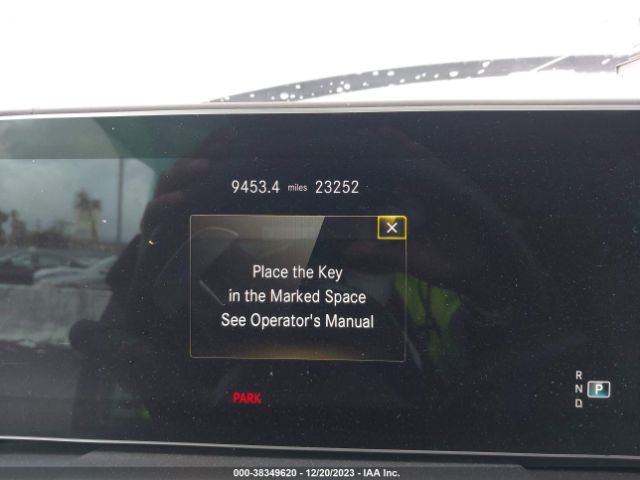 9453.4 miles 23252
Place the Key
in the Marked Space
See Operator's Manual
PARK
R
N P
D
000-38349620 - 12/20/2023 - IAA Inc.